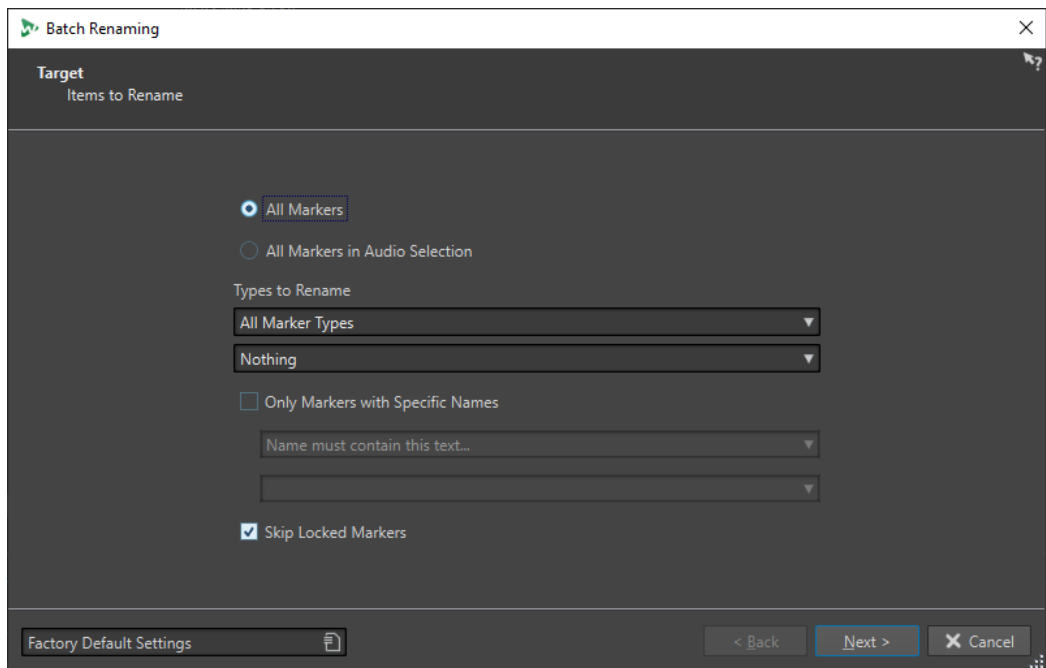 Batch Renaming
Target
Items to Rename
All Markers
All Markers in Audio Selection
Types to Rename
All Marker Types
Nothing
Only Markers with Specific Names
Name must contain this text...
Skip Locked Markers
Factory Default Settings
< Back
Next >
Cancel